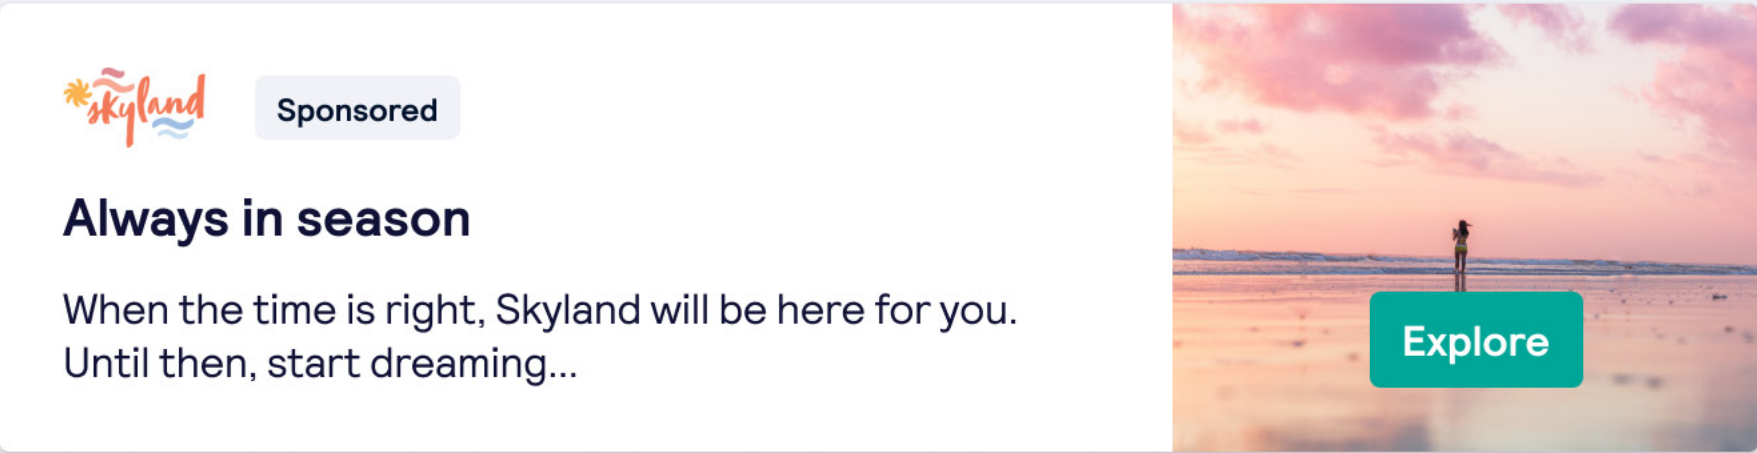 skyland
Sponsored
Always in season
When the time is right, Skyland will be here for you.
Until then, start dreaming...
Explore